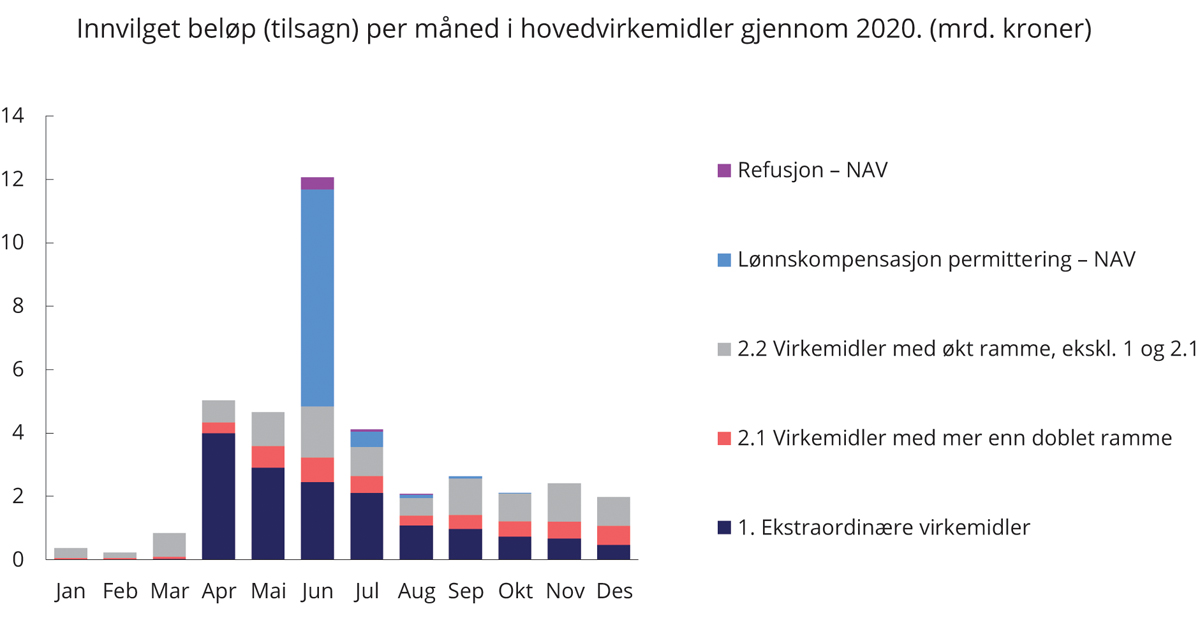 Innvilget beløp (tilsagn) per måned i hovedvirkemidler gjennom 2020. (mrd. kroner)
14
12
10
8
6
4
2
0
Jan Feb Mar Apr Mai Jun Jul Aug Sep Okt Nov Des
Refusjon – NAV
Lønnskompensasjon permittering – NAV
2.2 Virkemidler med økt ramme, ekskl. 1 og 2.1
2.1 Virkemidler med mer enn doblet ramme
1. Ekstraordinære virkemidler